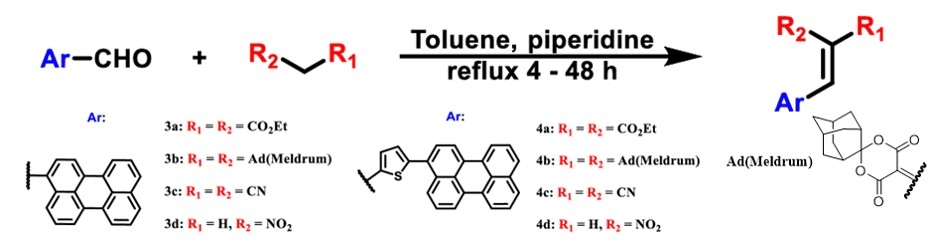 Ar–CHO + R₂ R₁ Toluene, piperidine
reflux 4 - 48 h
R₂ R₁
Ar
Ar:
3a: R₁ = R₂ = CO₂Et
3b: R₁ = R₂ = Ad(Meldrum)
3c: R₁ = R₂ = CN
3d: R₁ = H, R₂ = NO₂
Ar:
S
4a: R₁ = R₂ = CO₂Et
4b: R₁ = R₂ = Ad(Meldrum)
4c: R₁ = R₂ = CN
4d: R₁ = H, R₂ = NO₂
Ad(Meldrum)
O O
O
O